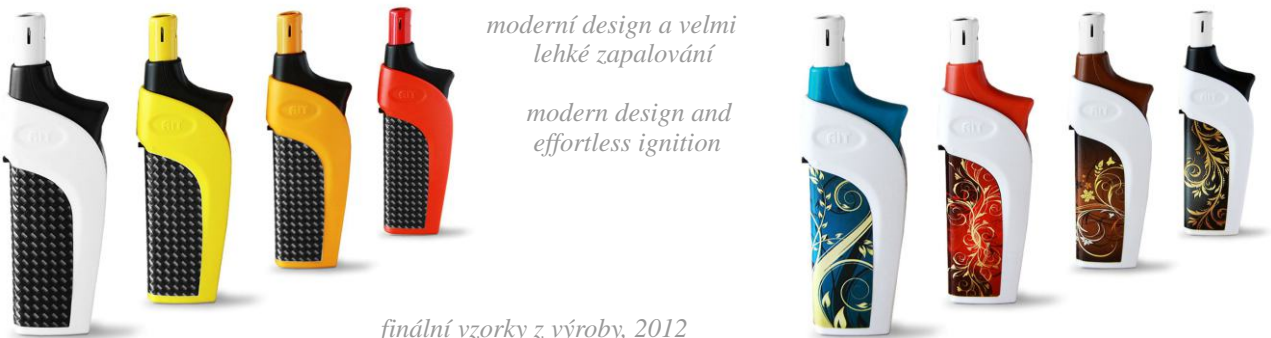 moderní design a velmi
lehké zapalování
modern design and
effortless ignition
finální vzorky z výroby, 2012